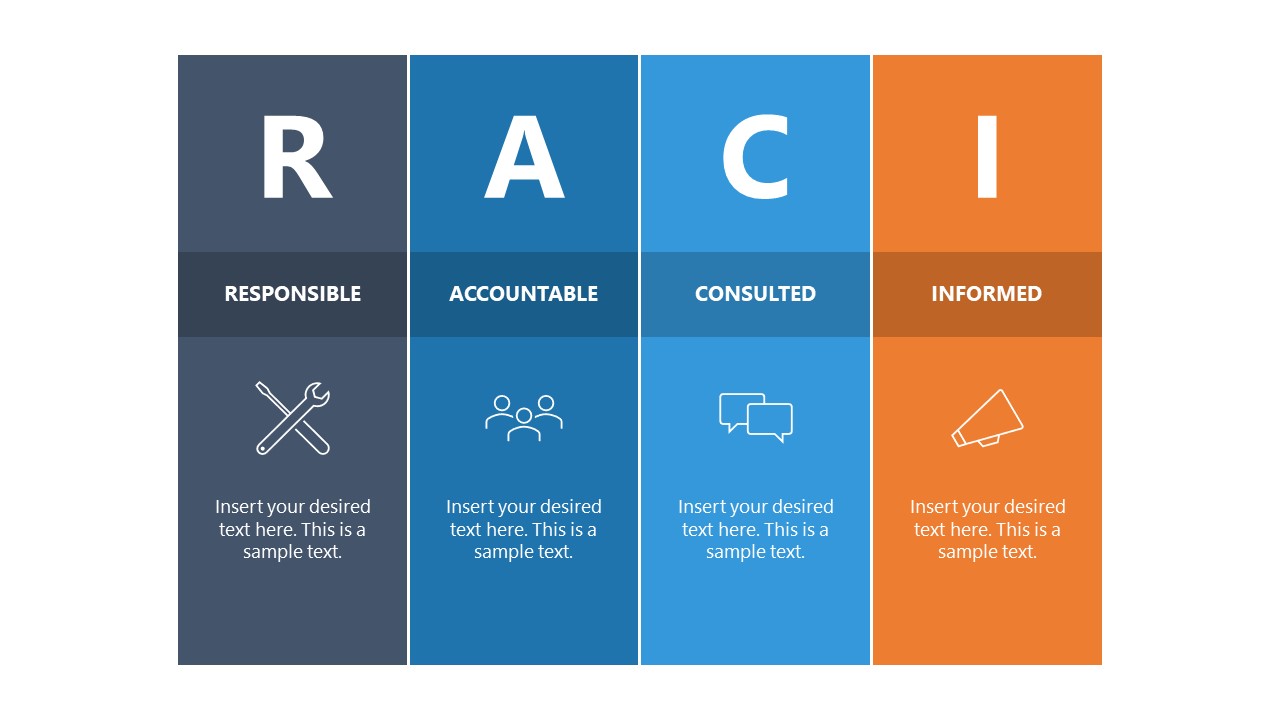 R
A
C
I
RESPONSIBLE
ACCOUNTABLE
CONSULTED
INFORMED
Insert your desired
text here. This is a
sample text.
Insert your desired
text here. This is a
sample text.
Insert your desired
text here. This is a
sample text.
Insert your desired
text here. This is a
sample text.